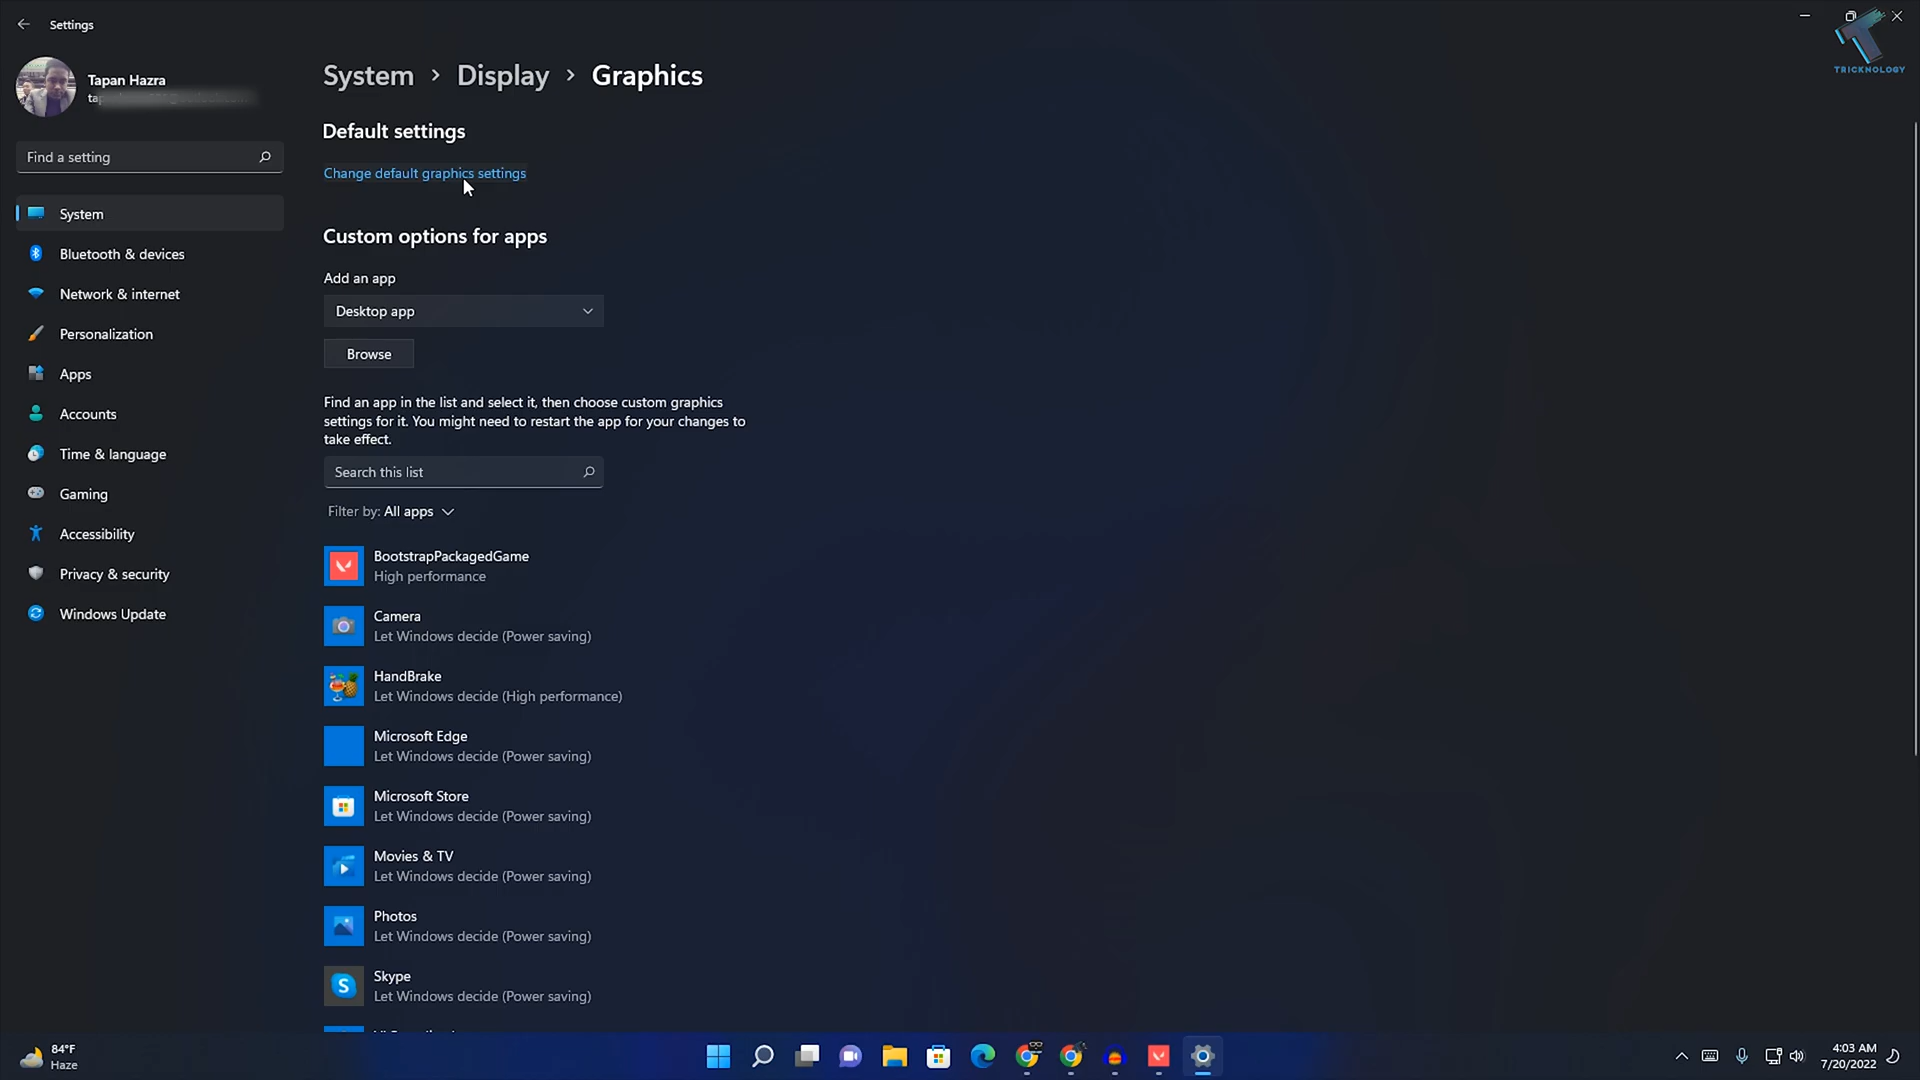 Settings
TRICKNOLOGY
Tapan Hazra
System > Display > Graphics
Default settings
Find a setting
Change default graphics settings
System
Bluetooth & devices
Network & internet
Personalization
Apps
Accounts
Time & language
Gaming
Accessibility
Privacy & security
Windows Update
Custom options for apps
Add an app
Desktop app
Browse
Find an app in the list and select it, then choose custom graphics
settings for it. You might need to restart the app for your changes to
take effect.
Search this list
Filter by: All apps
BootstrapPackagedGame
High performance
Camera
Let Windows decide (Power saving)
HandBrake
Let Windows decide (High performance)
Microsoft Edge
Let Windows decide (Power saving)
Microsoft Store
Let Windows decide (Power saving)
Movies & TV
Let Windows decide (Power saving)
Photos
Let Windows decide (Power saving)
Skype
Let Windows decide (Power saving)
84°F
Haze
4:03 AM
7/20/2022